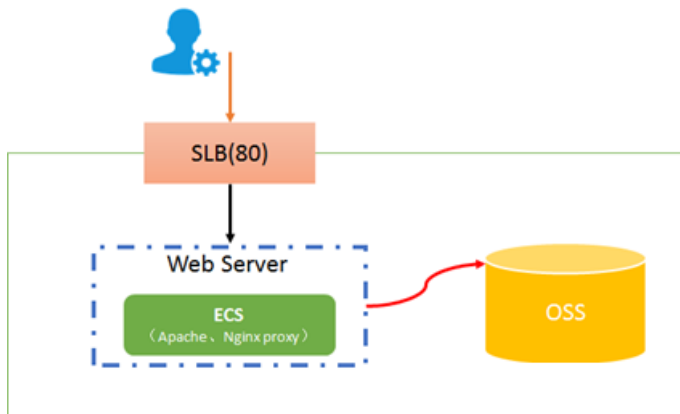 SLB(80)
Web Server
ECS
（Apache、Nginx proxy）
OSS